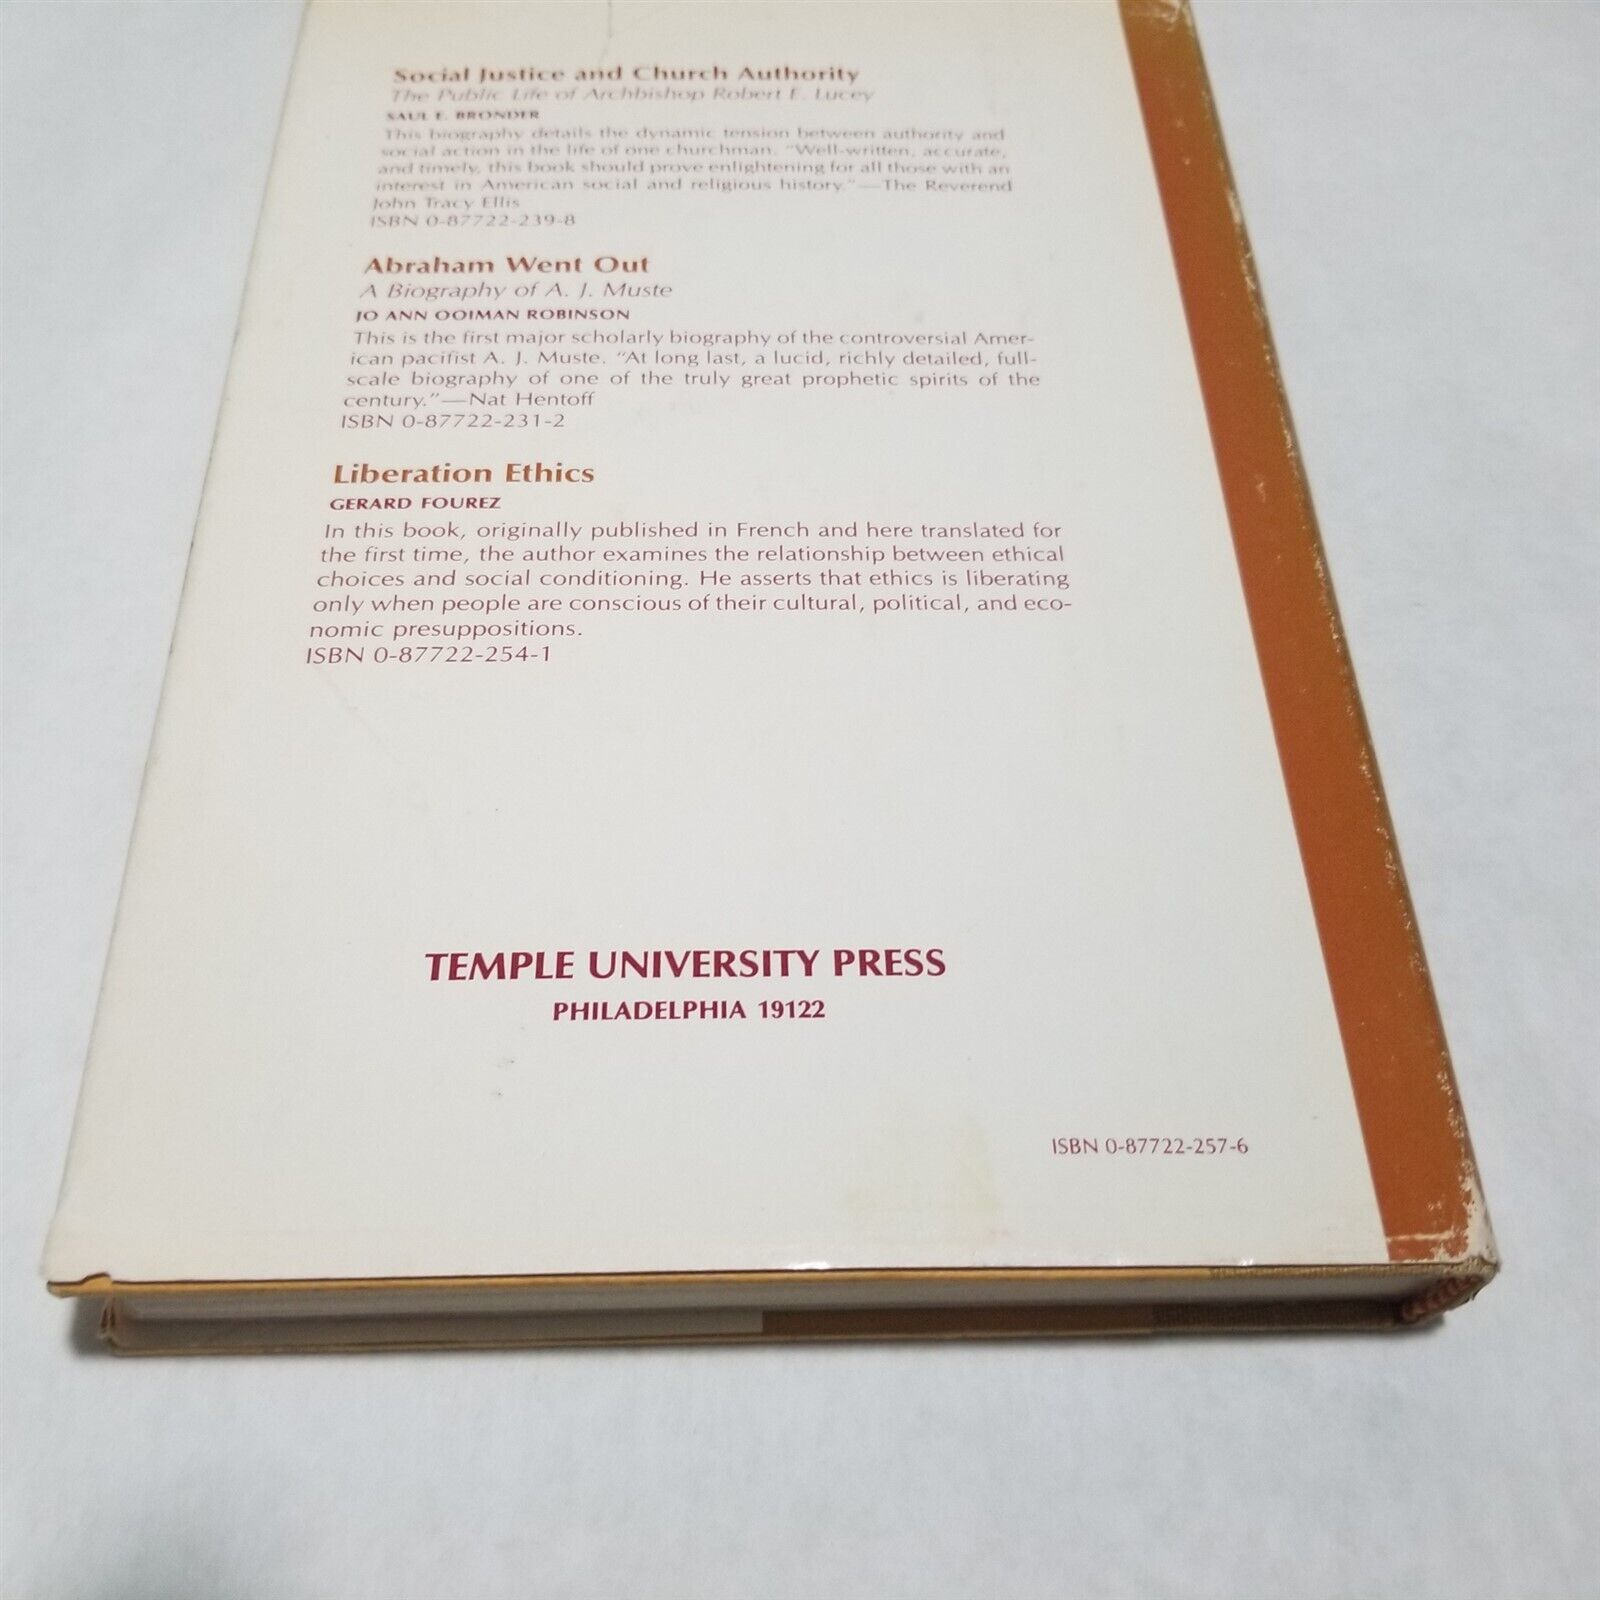 Social Justice and Church Authority
The Public Life of Archbishop Robert E. Lucey
SAUL E. BRONDER
This biography details the dynamic tension between authority and
social action in the life of one churchman. "Well-written, accurate,
and timely, this book should prove enlightening for all those with an
interest in American social and religious history."—The Reverend
John Tracy Ellis
ISBN 0-87722-239-8
Abraham Went Out
A Biography of A. J. Muste
JO ANN OOIMAN ROBINSON
This is the first major scholarly biography of the controversial Amer-
ican pacifist A. J. Muste. "At long last, a lucid, richly detailed, full-
scale biography of one of the truly great prophetic spirits of the
century."—Nat Hentoff
ISBN 0-87722-231-2
Liberation Ethics
GERARD FOUREZ
In this book, originally published in French and here translated for
the first time, the author examines the relationship between ethical
choices and social conditioning. He asserts that ethics is liberating
only when people are conscious of their cultural, political, and eco-
nomic presuppositions.
ISBN 0-87722-254-1
TEMPLE UNIVERSITY PRESS
PHILADELPHIA 19122
ISBN 0-87722-257-6